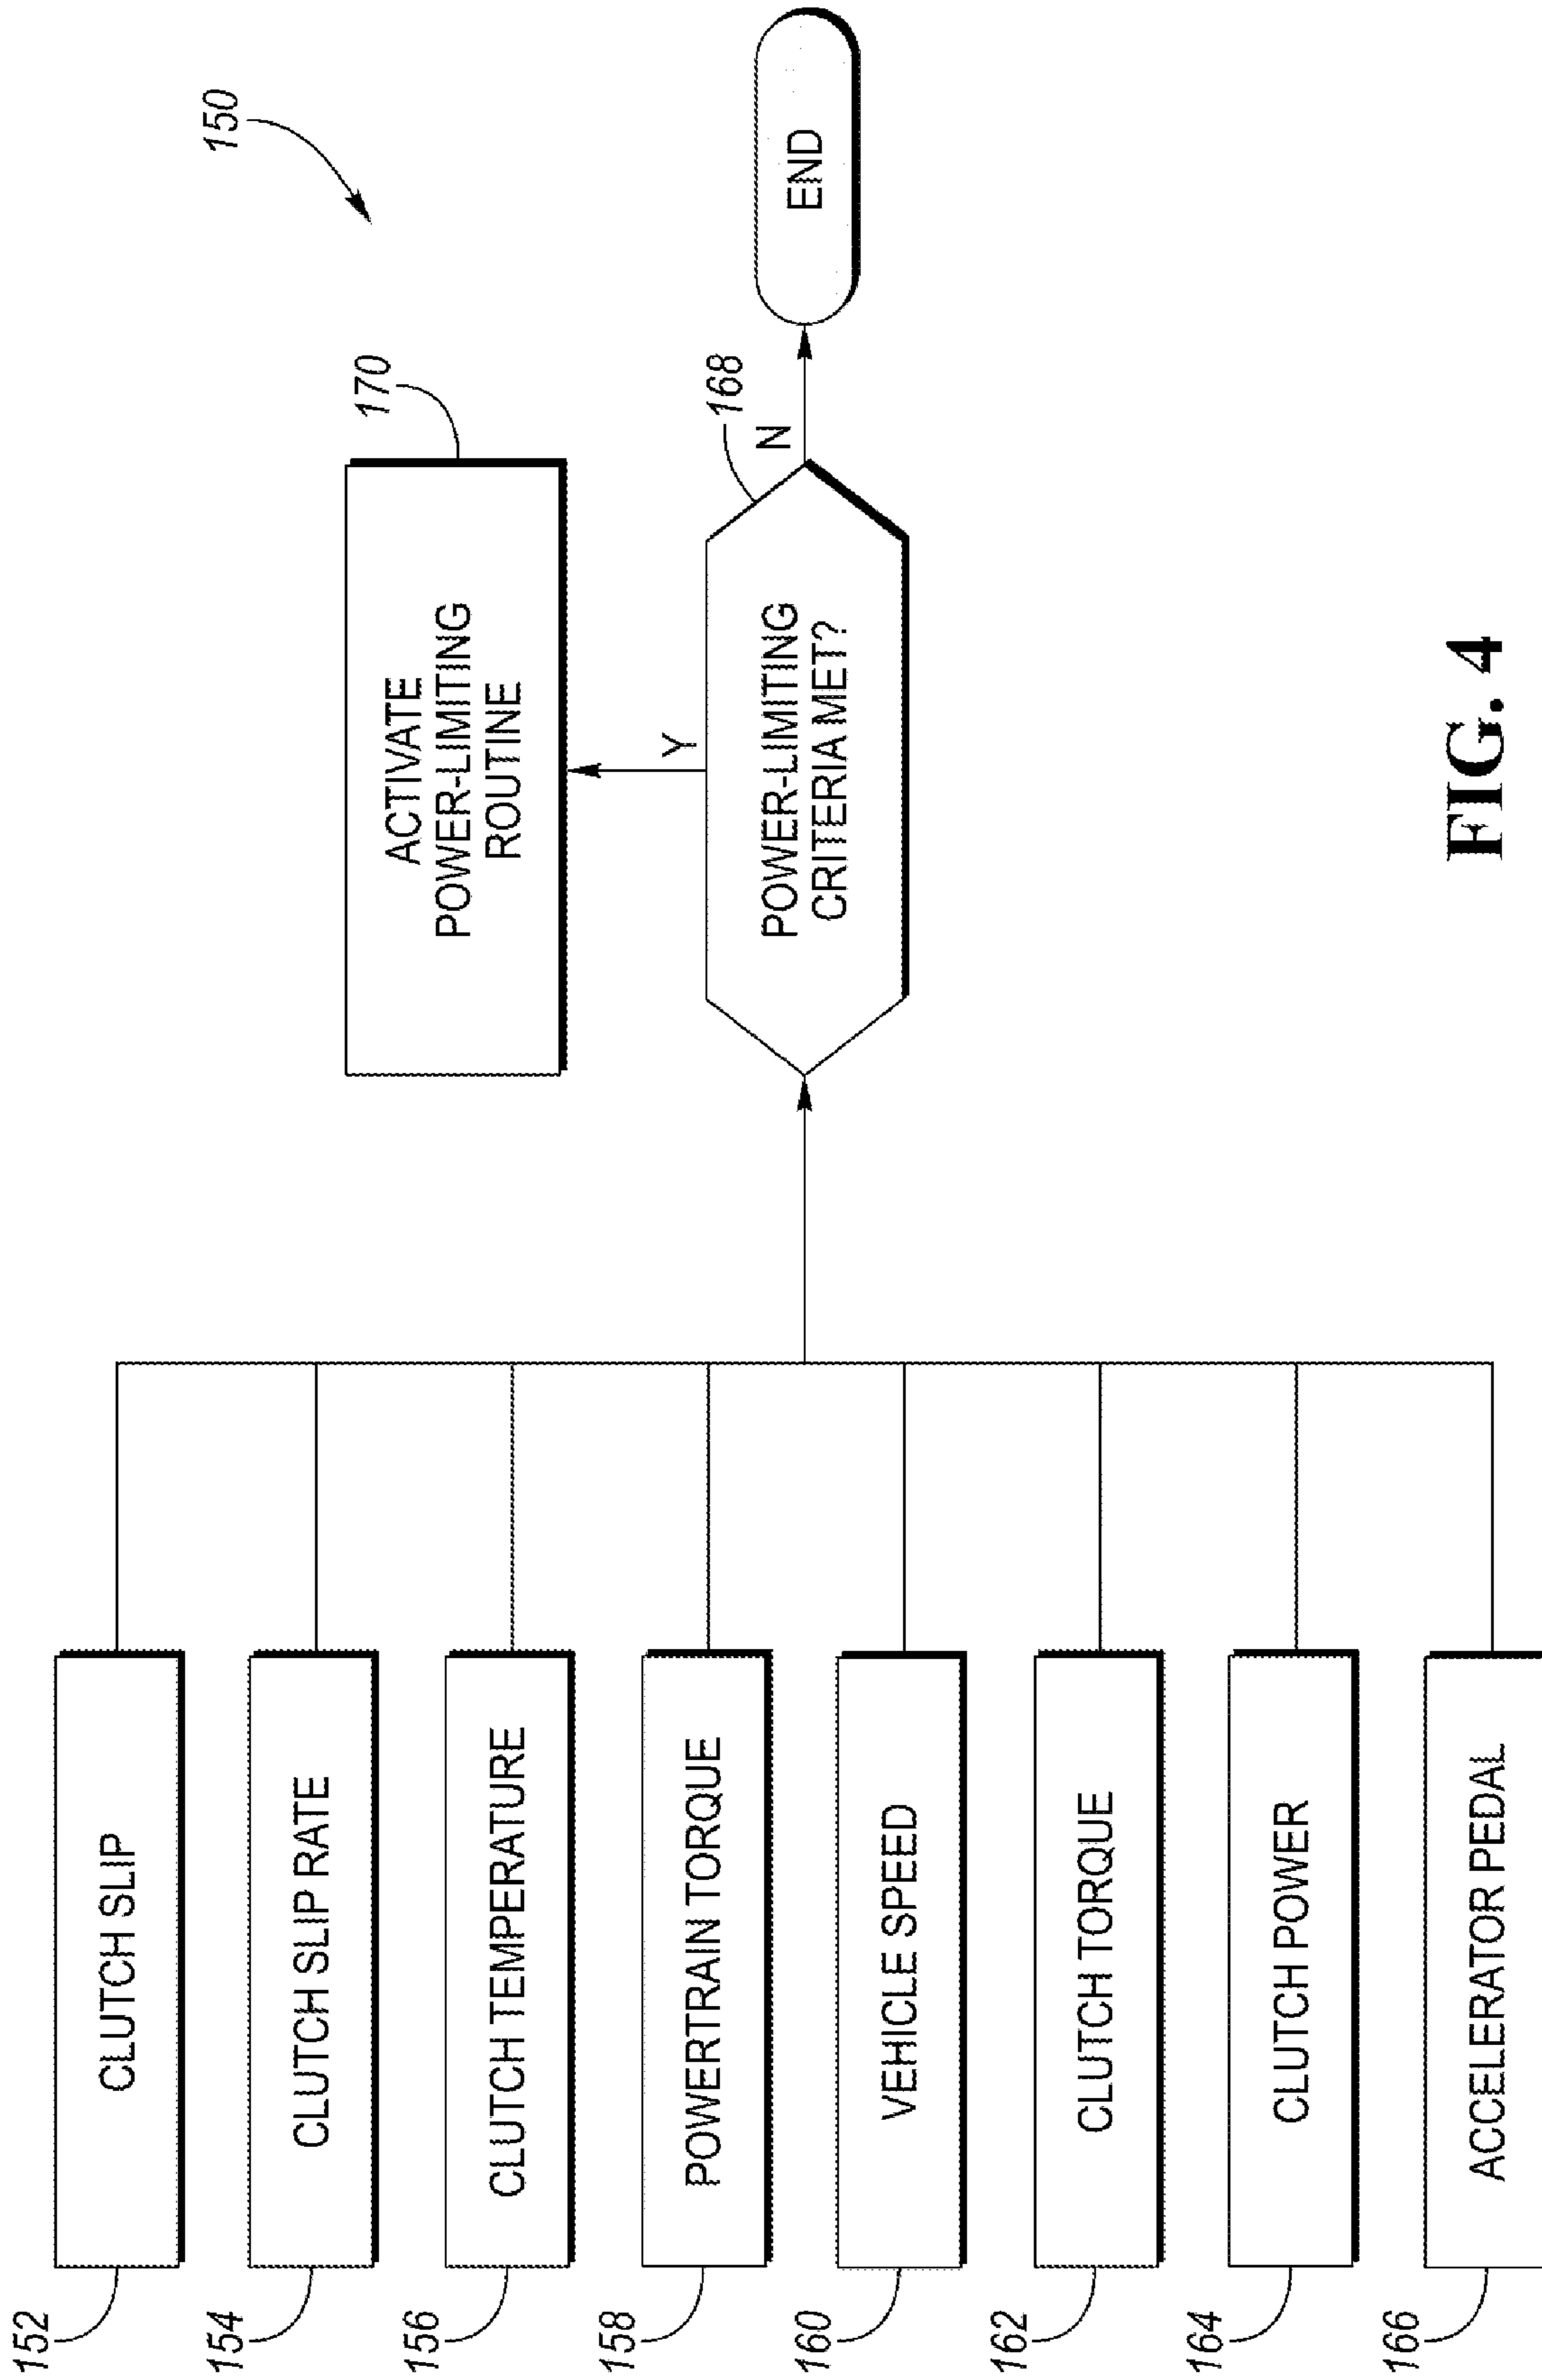 150
152
CLUTCH SLIP
154
CLUTCH SLIP RATE
156
CLUTCH TEMPERATURE
158
POWERTRAIN TORQUE
160
VEHICLE SPEED
162
CLUTCH TORQUE
164
CLUTCH POWER
166
ACCELERATOR PEDAL
170
ACTIVATE
POWER-LIMITING
ROUTINE
Y
168
POWER-LIMITING
CRITERIA MET?
N
END
FIG. 4